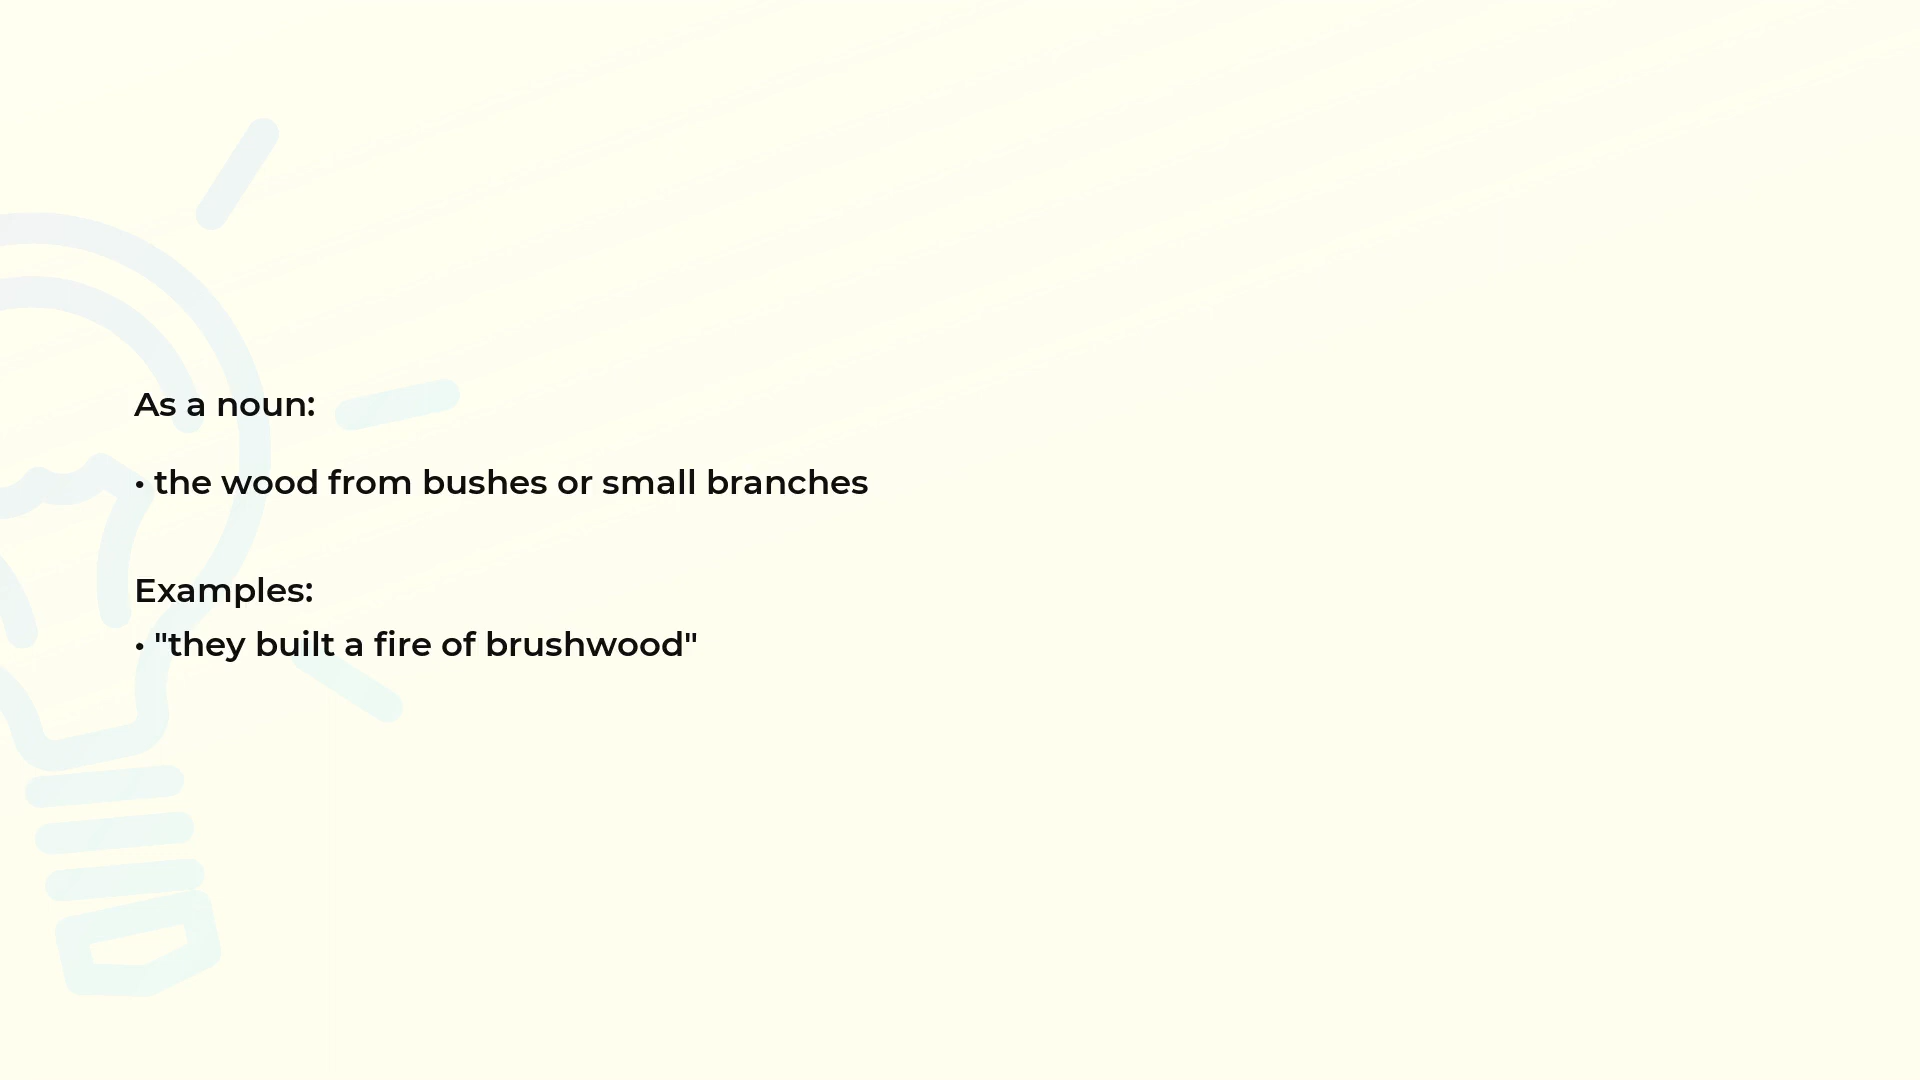 As a noun:
• the wood from bushes or small branches
Examples:
• "they built a fire of brushwood"